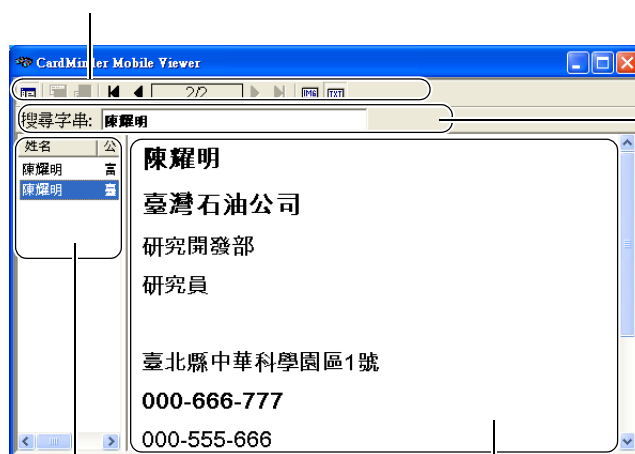 CardMinder Mobile Viewer
2/2 IMG TXT
搜尋字串: 陳耀明
姓名 公
陳耀明 富
陳耀明 臺
陳耀明
臺灣石油公司
研究開發部
研究員
臺北縣中華科學園區1號
000-666-777
000-555-666